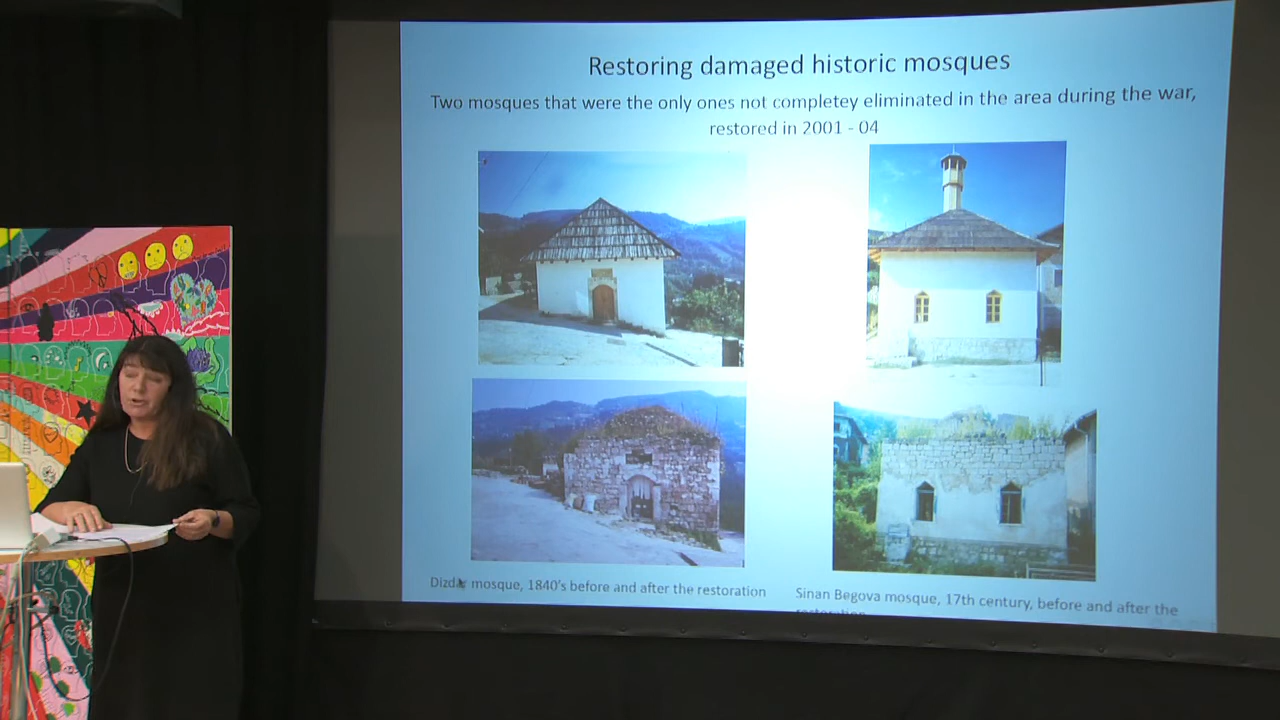 Restoring damaged historic mosques
Two mosques that were the only ones not completey eliminated in the area during the war,
restored in 2001 - 04
Dizdar mosque, 1840's before and after the restoration
Sinan Begova mosque, 17th century, before and after the
restoration